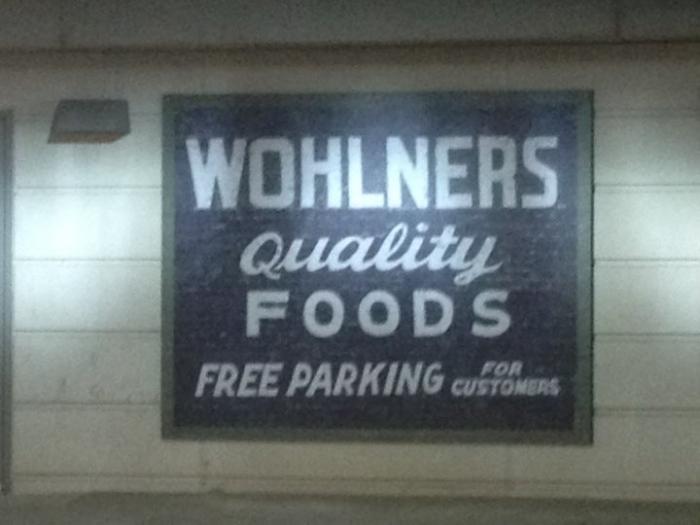 WOHLNERS
Quality
FOODS
FREE PARKING FOR CUSTOMERS